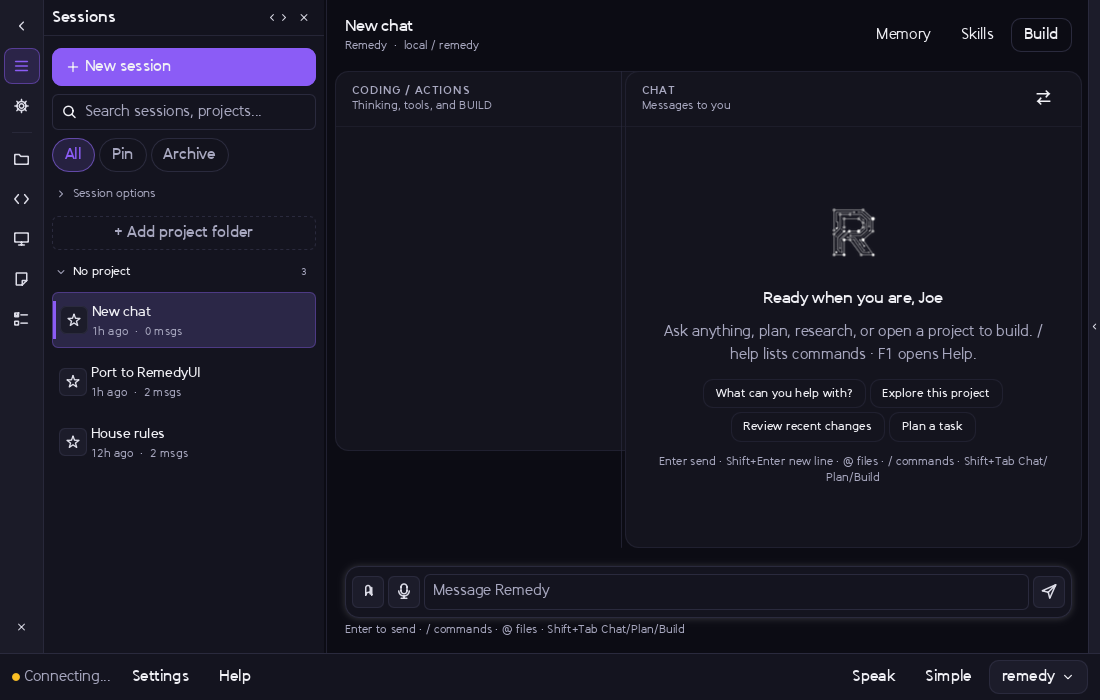 Sessions
+ New session
Search sessions, projects...
All
Pin
Archive
Session options
+ Add project folder
No project
3
New chat
1h ago · 0 msgs
Port to RemedyUI
1h ago · 2 msgs
House rules
12h ago · 2 msgs
New chat
Remedy · local / remedy
Memory
Skills
Build
CODING / ACTIONS
Thinking, tools, and BUILD
CHAT
Messages to you
R
Ready when you are, Joe
Ask anything, plan, research, or open a project to build. /
help lists commands · F1 opens Help.
What can you help with?
Explore this project
Review recent changes
Plan a task
Enter send · Shift+Enter new line · @ files · / commands · Shift+Tab Chat/
Plan/Build
Message Remedy
Enter to send · / commands · @ files · Shift+Tab Chat/Plan/Build
Connecting...
Settings
Help
Speak
Simple
remedy